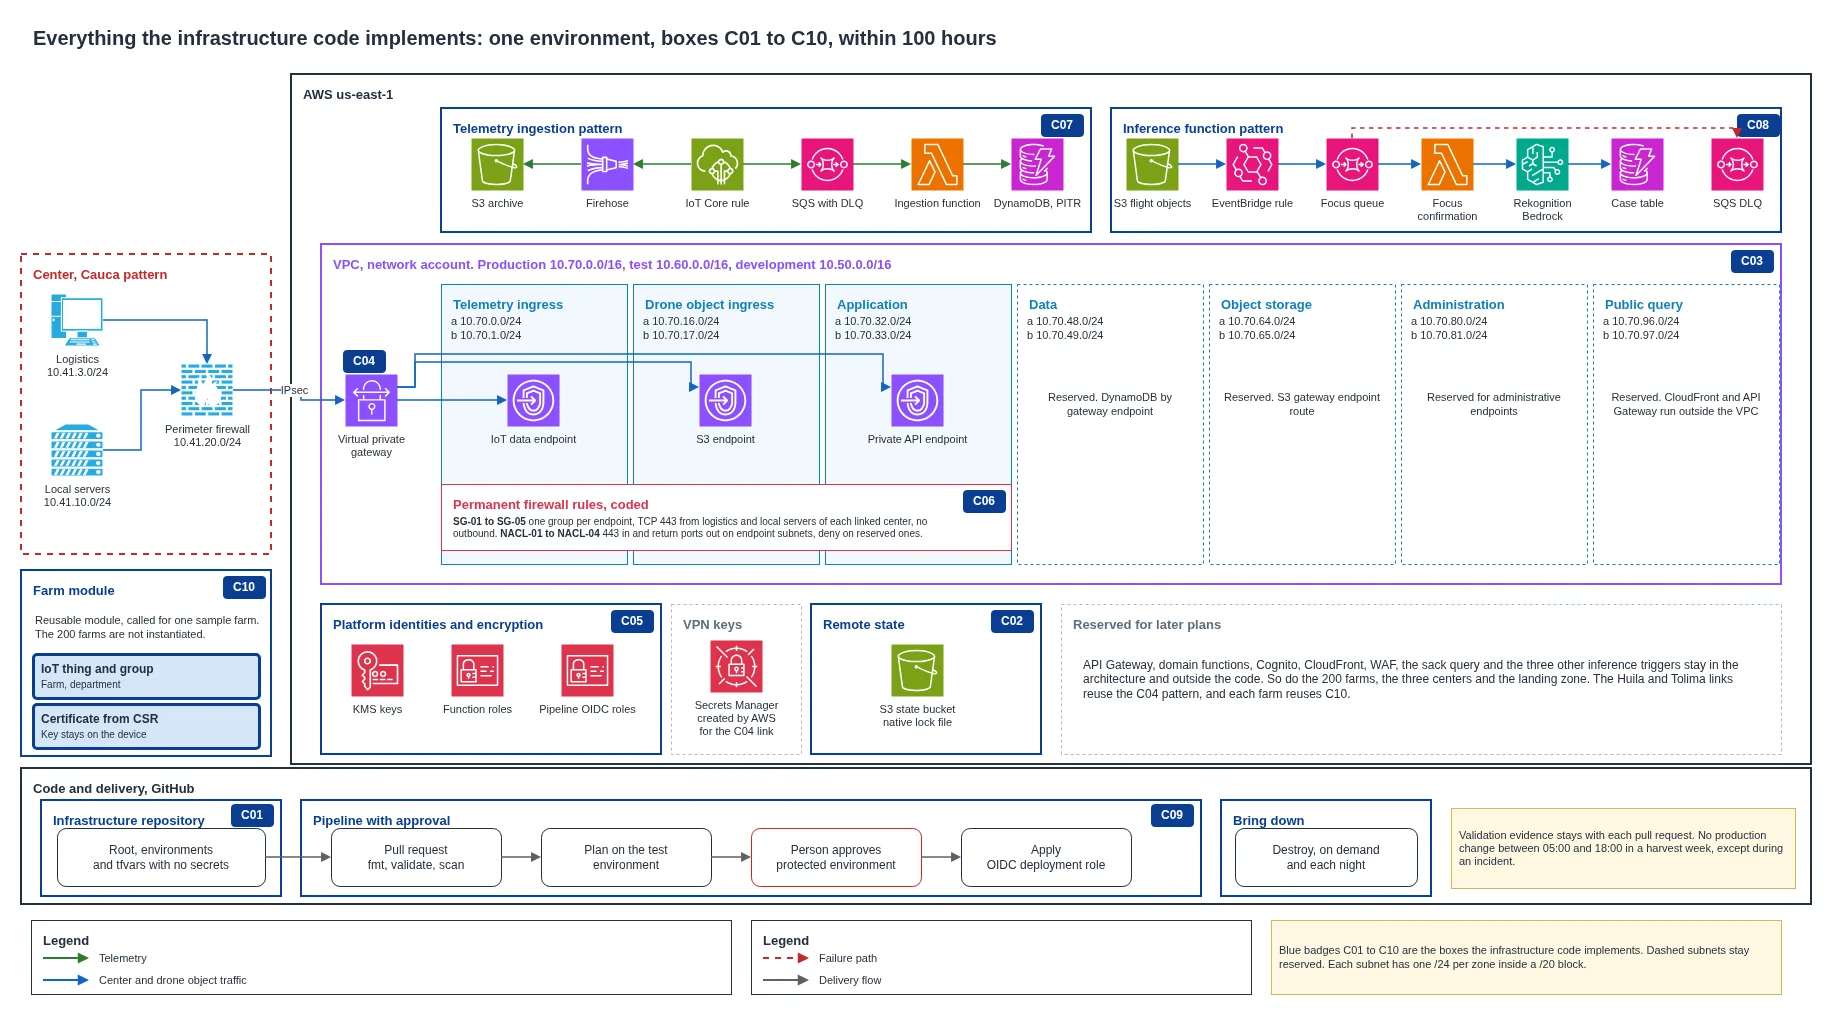 Everything the infrastructure code implements: one environment, boxes C01 to C10, within 100 hours
AWS us-east-1
Telemetry ingestion pattern
C07
S3 archive
Firehose
IoT Core rule
SQS with DLQ
Ingestion function
DynamoDB, PITR
Inference function pattern
C08
S3 flight objects
EventBridge rule
Focus queue
Focus
confirmation
Rekognition
Bedrock
Case table
SQS DLQ
Center, Cauca pattern
Logistics
10.41.3.0/24
Perimeter firewall
10.41.20.0/24
Local servers
10.41.10.0/24
IPsec
VPC, network account. Production 10.70.0.0/16, test 10.60.0.0/16, development 10.50.0.0/16
C03
C04
Virtual private
gateway
Telemetry ingress
a 10.70.0.0/24
b 10.70.1.0/24
IoT data endpoint
Drone object ingress
a 10.70.16.0/24
b 10.70.17.0/24
S3 endpoint
Application
a 10.70.32.0/24
b 10.70.33.0/24
Private API endpoint
Data
a 10.70.48.0/24
b 10.70.49.0/24
Reserved. DynamoDB by
gateway endpoint
Object storage
a 10.70.64.0/24
b 10.70.65.0/24
Reserved. S3 gateway endpoint
route
Administration
a 10.70.80.0/24
b 10.70.81.0/24
Reserved for administrative
endpoints
Public query
a 10.70.96.0/24
b 10.70.97.0/24
Reserved. CloudFront and API
Gateway run outside the VPC
Permanent firewall rules, coded
C06
SG-01 to SG-05 one group per endpoint, TCP 443 from logistics and local servers of each linked center, no
outbound. NACL-01 to NACL-04 443 in and return ports out on endpoint subnets, deny on reserved ones.
Farm module
C10
Reusable module, called for one sample farm.
The 200 farms are not instantiated.
IoT thing and group
Farm, department
Certificate from CSR
Key stays on the device
Platform identities and encryption
C05
KMS keys
Function roles
Pipeline OIDC roles
VPN keys
Secrets Manager
created by AWS
for the C04 link
Remote state
C02
S3 state bucket
native lock file
Reserved for later plans
API Gateway, domain functions, Cognito, CloudFront, WAF, the sack query and the three other inference triggers stay in the
architecture and outside the code. So do the 200 farms, the three centers and the landing zone. The Huila and Tolima links
reuse the C04 pattern, and each farm reuses C10.
Code and delivery, GitHub
Infrastructure repository
C01
Root, environments
and tfvars with no secrets
Pipeline with approval
C09
Pull request
fmt, validate, scan
Plan on the test
environment
Person approves
protected environment
Apply
OIDC deployment role
Bring down
Destroy, on demand
and each night
Validation evidence stays with each pull request. No production
change between 05:00 and 18:00 in a harvest week, except during
an incident.
Legend
Telemetry
Center and drone object traffic
Legend
Failure path
Delivery flow
Blue badges C01 to C10 are the boxes the infrastructure code implements. Dashed subnets stay
reserved. Each subnet has one /24 per zone inside a /20 block.